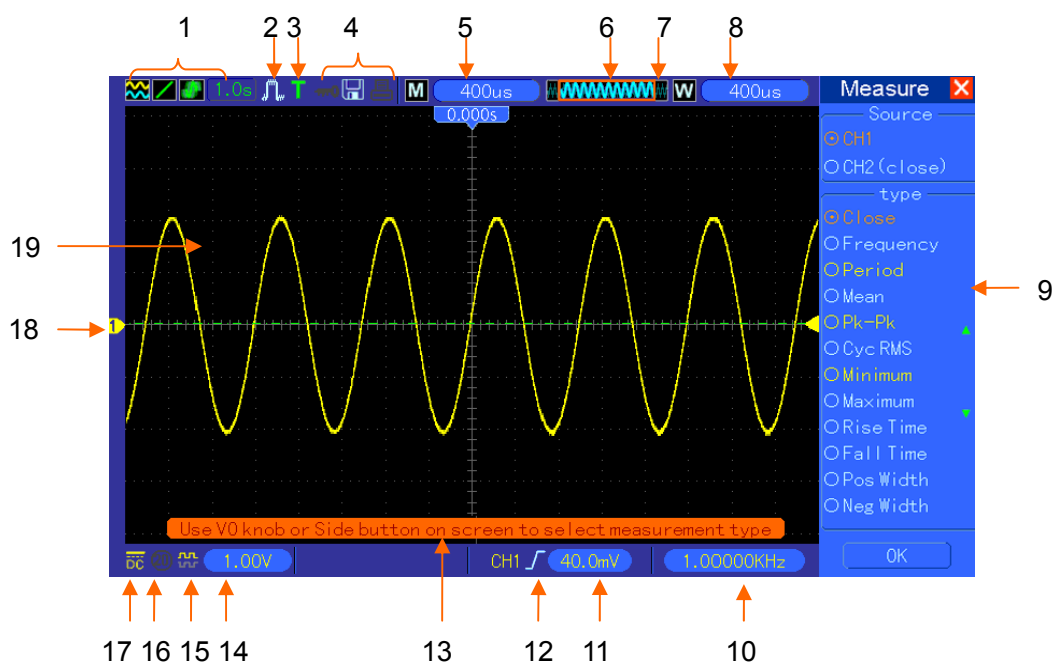 1 2 3 4 5 6 7 8
1.0s T M 400us W 400us Measure X
0.000s
Source
CH1
CH2(close)
type
Close
Frequency
Period
Mean
Pk-Pk
Cyc RMS
Minimum
Maximum
Rise Time
Fall Time
Pos Width
Neg Width
OK
19
18
1
9
Use V0 knob or Side button on screen to select measurement type
DC 1.00V CH1 40.0mV 1.00000KHz
17 16 15 14 13 12 11 10